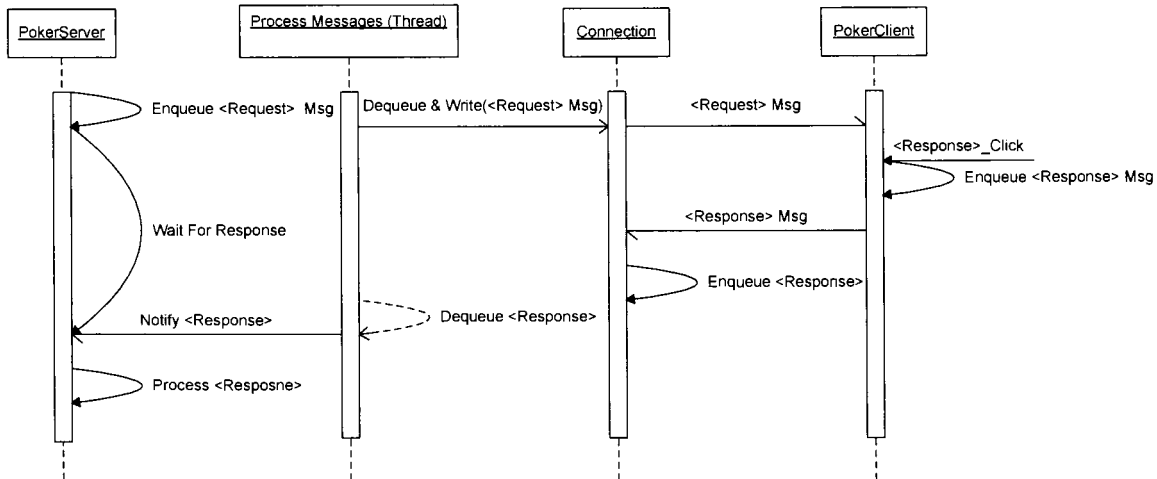 PokerServer
Process Messages (Thread)
Connection
PokerClient
Enqueue <Request> Msg
Dequeue & Write(<Request> Msg)
<Request> Msg
<Response>_Click
Enqueue <Response> Msg
<Response> Msg
Wait For Response
Enqueue <Response>
Dequeue <Response>
Notify <Response>
Process <Resposne>